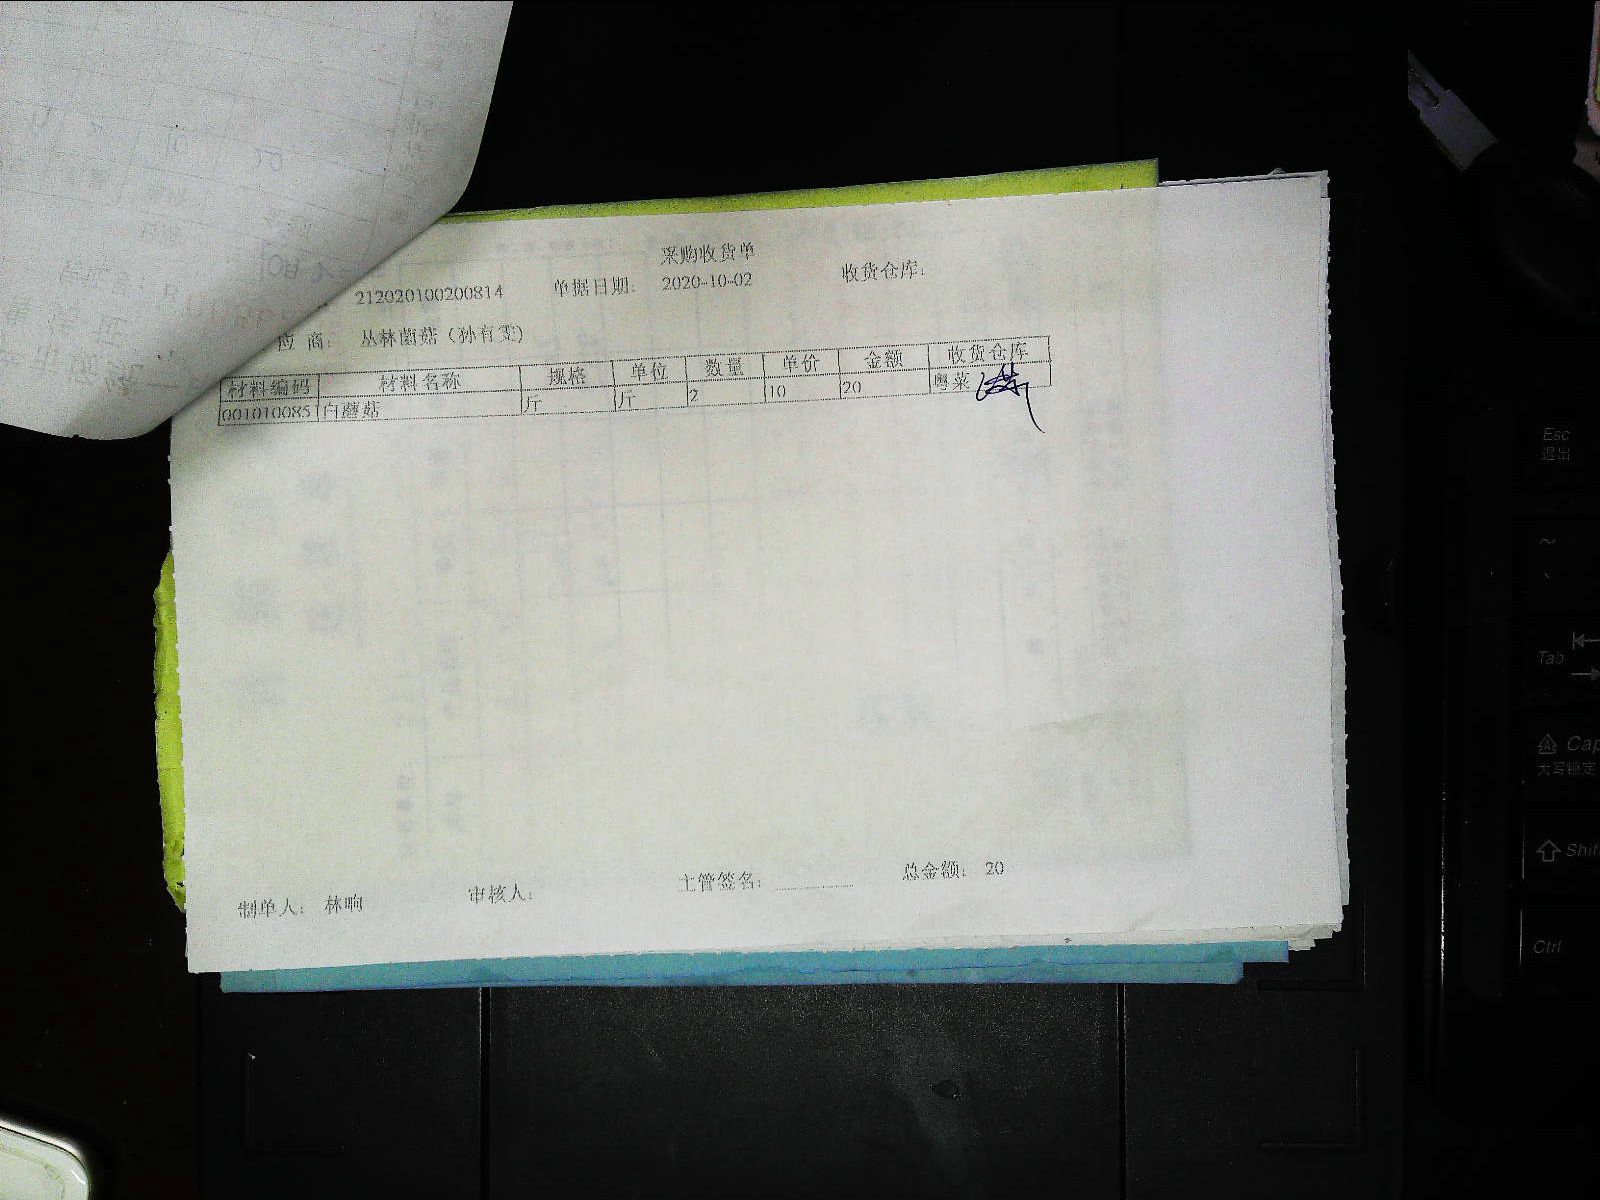 采购收货单
212020100200814 单据日期: 2020-10-02 收货仓库:
应 商: 丛林菌菇 (孙有雯)
材料编码 材料名称 规格 单位 数量 单价 金额 收货仓库
001010085 白蘑菇 斤 斤 2 10 20 粤菜
制单人: 林响 审核人: 主管签名: 总金额: 20
Esc
退出
~
Tab
Cap
大写锁定
Shif
Ctrl